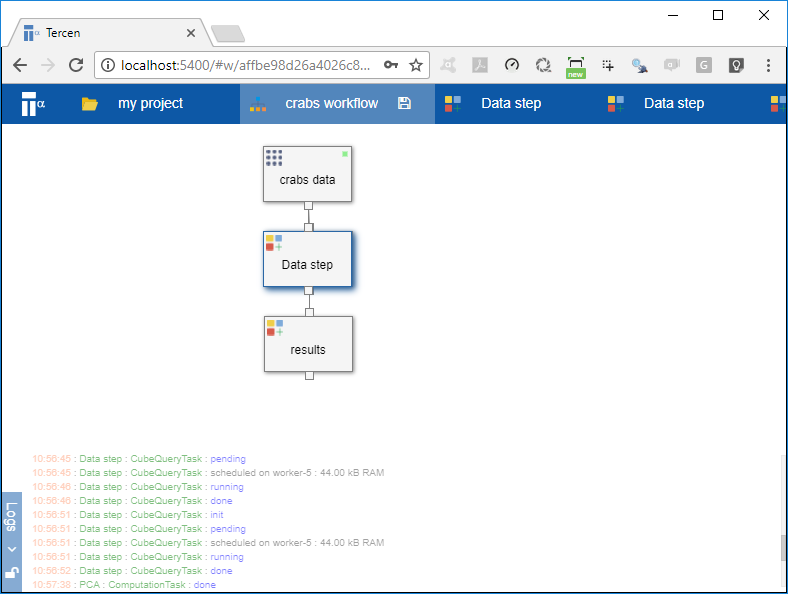 Tercen
localhost:5400/#w/affbe98d26a4026c8...
new
G
my project
crabs workflow
Data step
Data step
crabs data
Data step
results
10:56:45 : Data step : CubeQueryTask : pending
10:56:45 : Data step : CubeQueryTask : scheduled on worker-5 : 44.00 kB RAM
10:56:46 : Data step : CubeQueryTask : running
10:56:46 : Data step : CubeQueryTask : done
10:56:51 : Data step : CubeQueryTask : init
10:56:51 : Data step : CubeQueryTask : pending
10:56:51 : Data step : CubeQueryTask : scheduled on worker-5 : 44.00 kB RAM
10:56:51 : Data step : CubeQueryTask : running
10:56:52 : Data step : CubeQueryTask : done
10:57:38 : PCA : ComputationTask : done
Logs